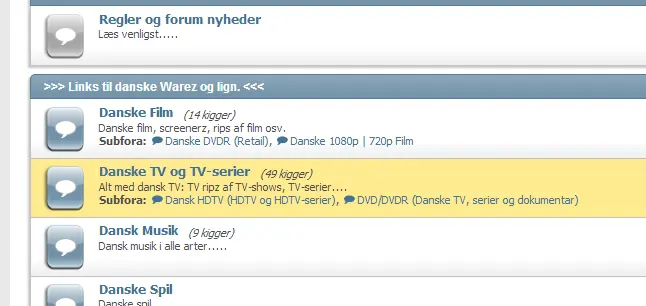 Regler og forum nyheder
Læs venligst.....
>>> Links til danske Warez og lign. <<<
Danske Film (14 kigger)
Danske film, screenerz, rips af film osv.
Subfora: Danske DVDR (Retail), Danske 1080p | 720p Film
Danske TV og TV-serier (49 kigger)
Alt med dansk TV: TV ripz af TV-shows, TV-serier....
Subfora: Dansk HDTV (HDTV og HDTV-serier), DVD/DVDR (Danske TV, serier og dokumentar)
Dansk Musik (9 kigger)
Dansk musik i alle arter.....
Danske Spil
Danske spil